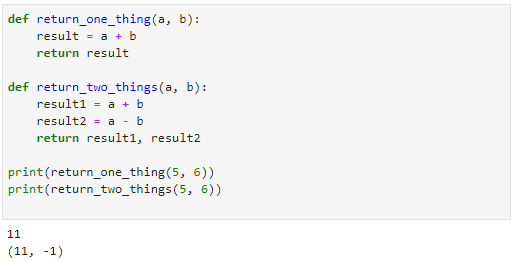 def return_one_thing(a, b):
    result = a + b
    return result

def return_two_things(a, b):
    result1 = a + b
    result2 = a - b
    return result1, result2

print(return_one_thing(5, 6))
print(return_two_things(5, 6))

11
(11, -1)